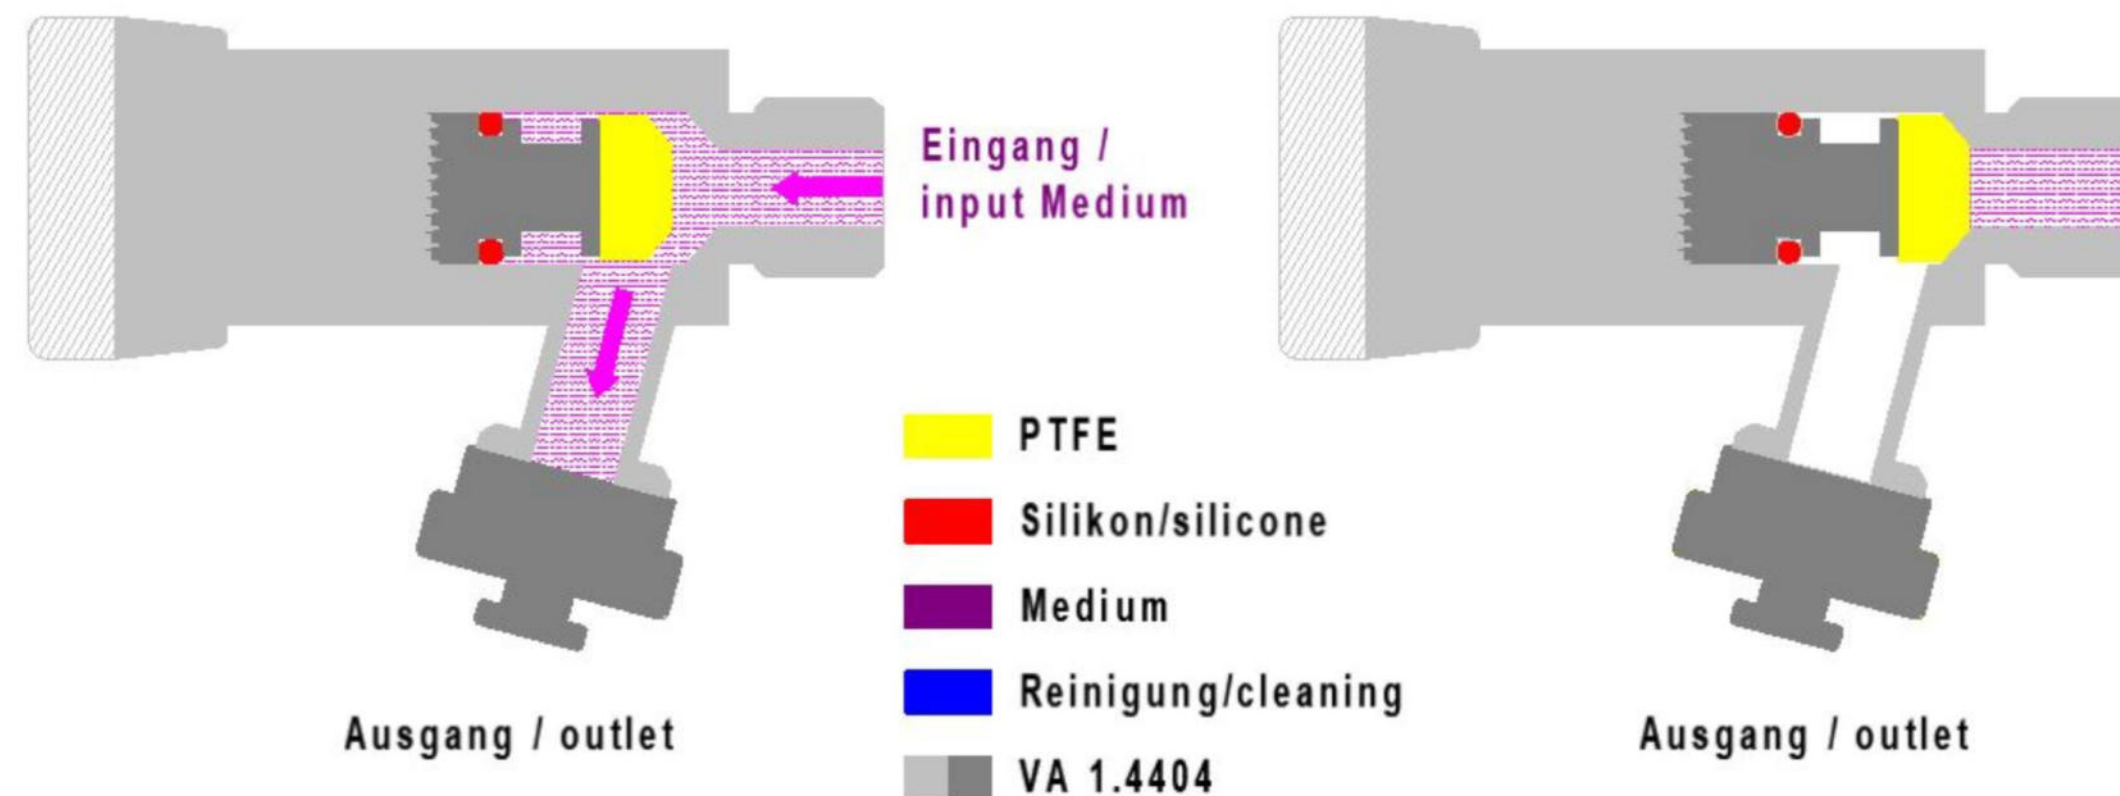 Eingang /
input Medium
PTFE
Silikon/silicone
Medium
Reinigung/cleaning
VA 1.4404
Ausgang / outlet
Ausgang / outlet